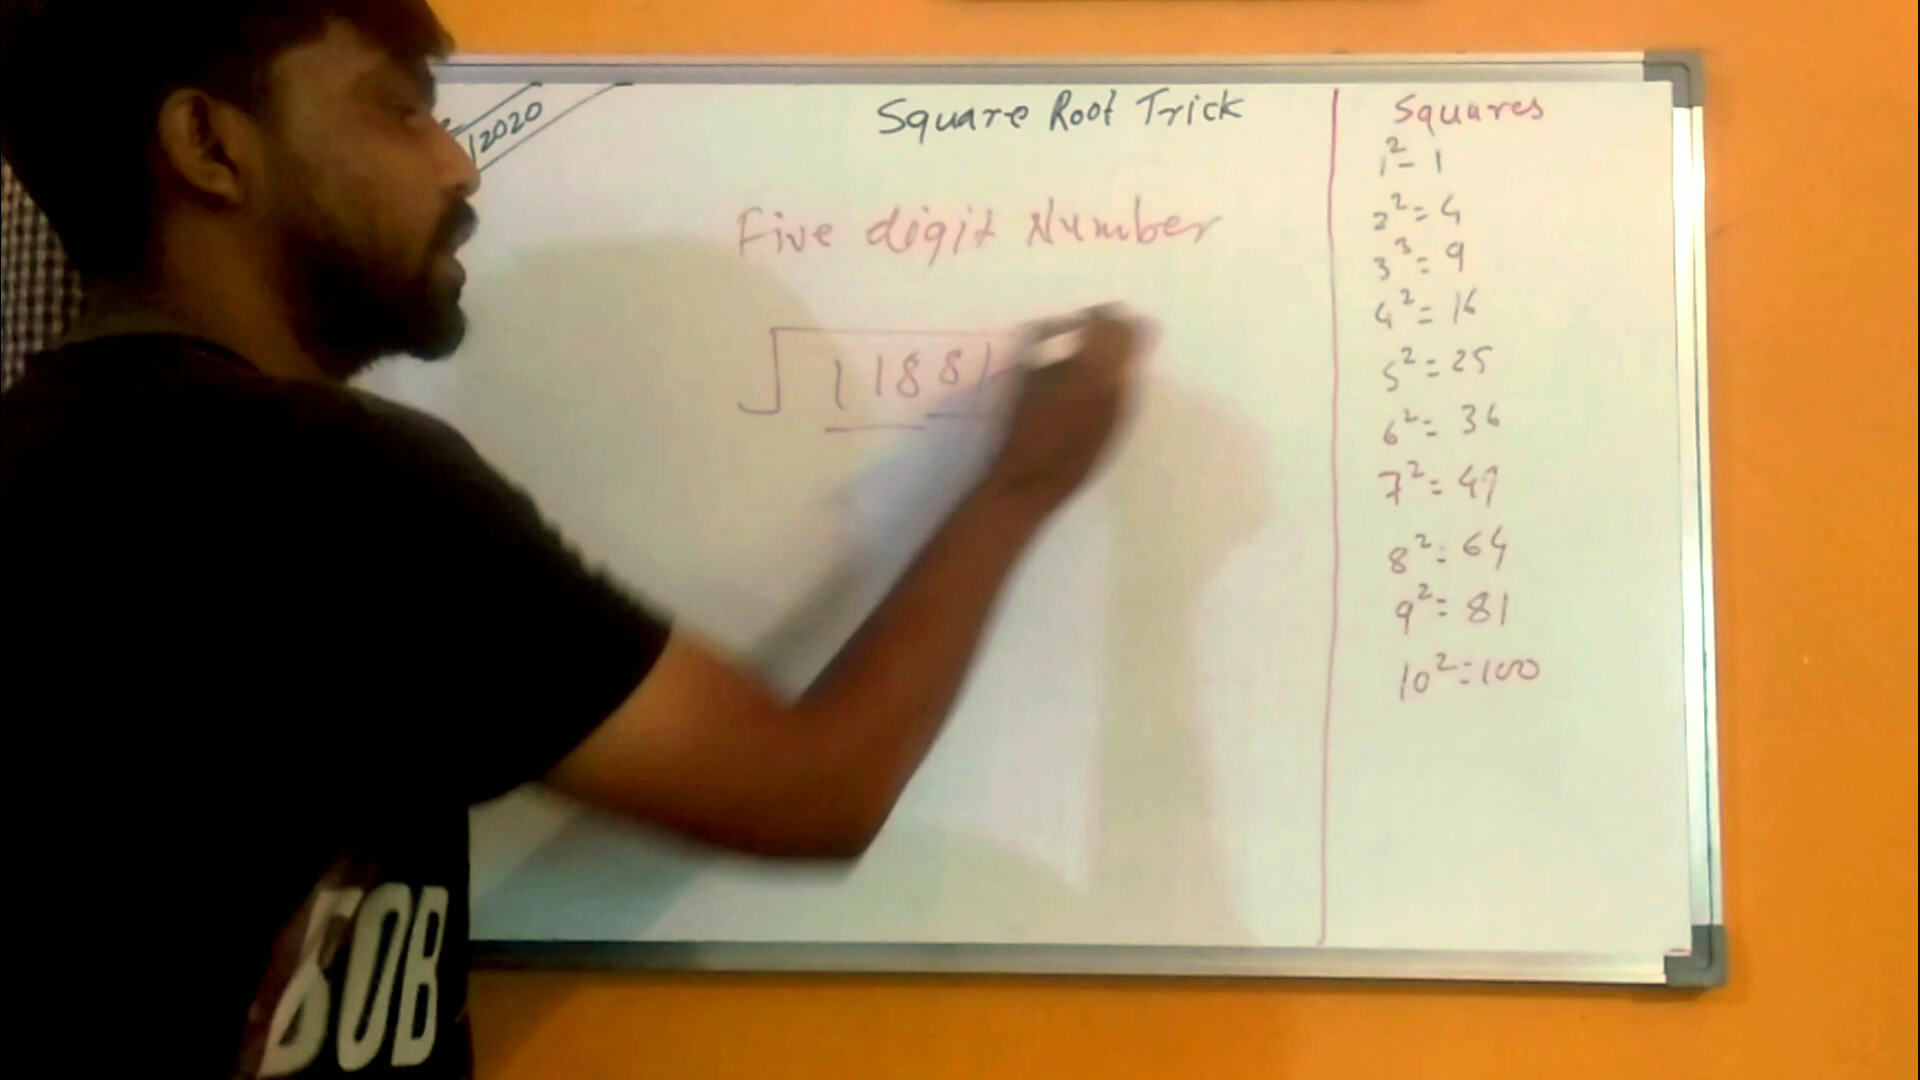 /2020
Square Root Trick
Five digit Number
√11881
Squares
1² - 1
2² = 4
3³ = 9
4² = 16
5² = 25
6² = 36
7² = 49
8² = 64
9² = 81
10² = 100